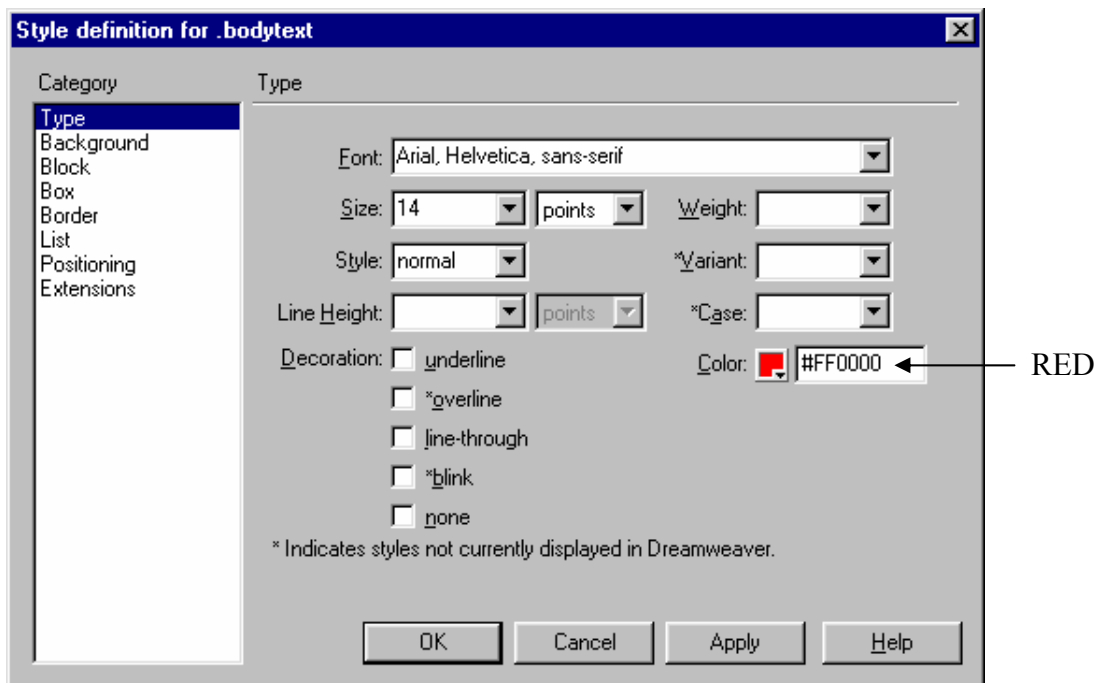 Style definition for .bodytext
Category
Type
Type
Background
Block
Box
Border
List
Positioning
Extensions
Font: Arial, Helvetica, sans-serif
Size: 14 points Weight:
Style: normal *Variant:
Line Height: points *Case:
Decoration: underline Color: #FF0000 RED
*overline
line-through
*blink
none
* Indicates styles not currently displayed in Dreamweaver.
OK Cancel Apply Help